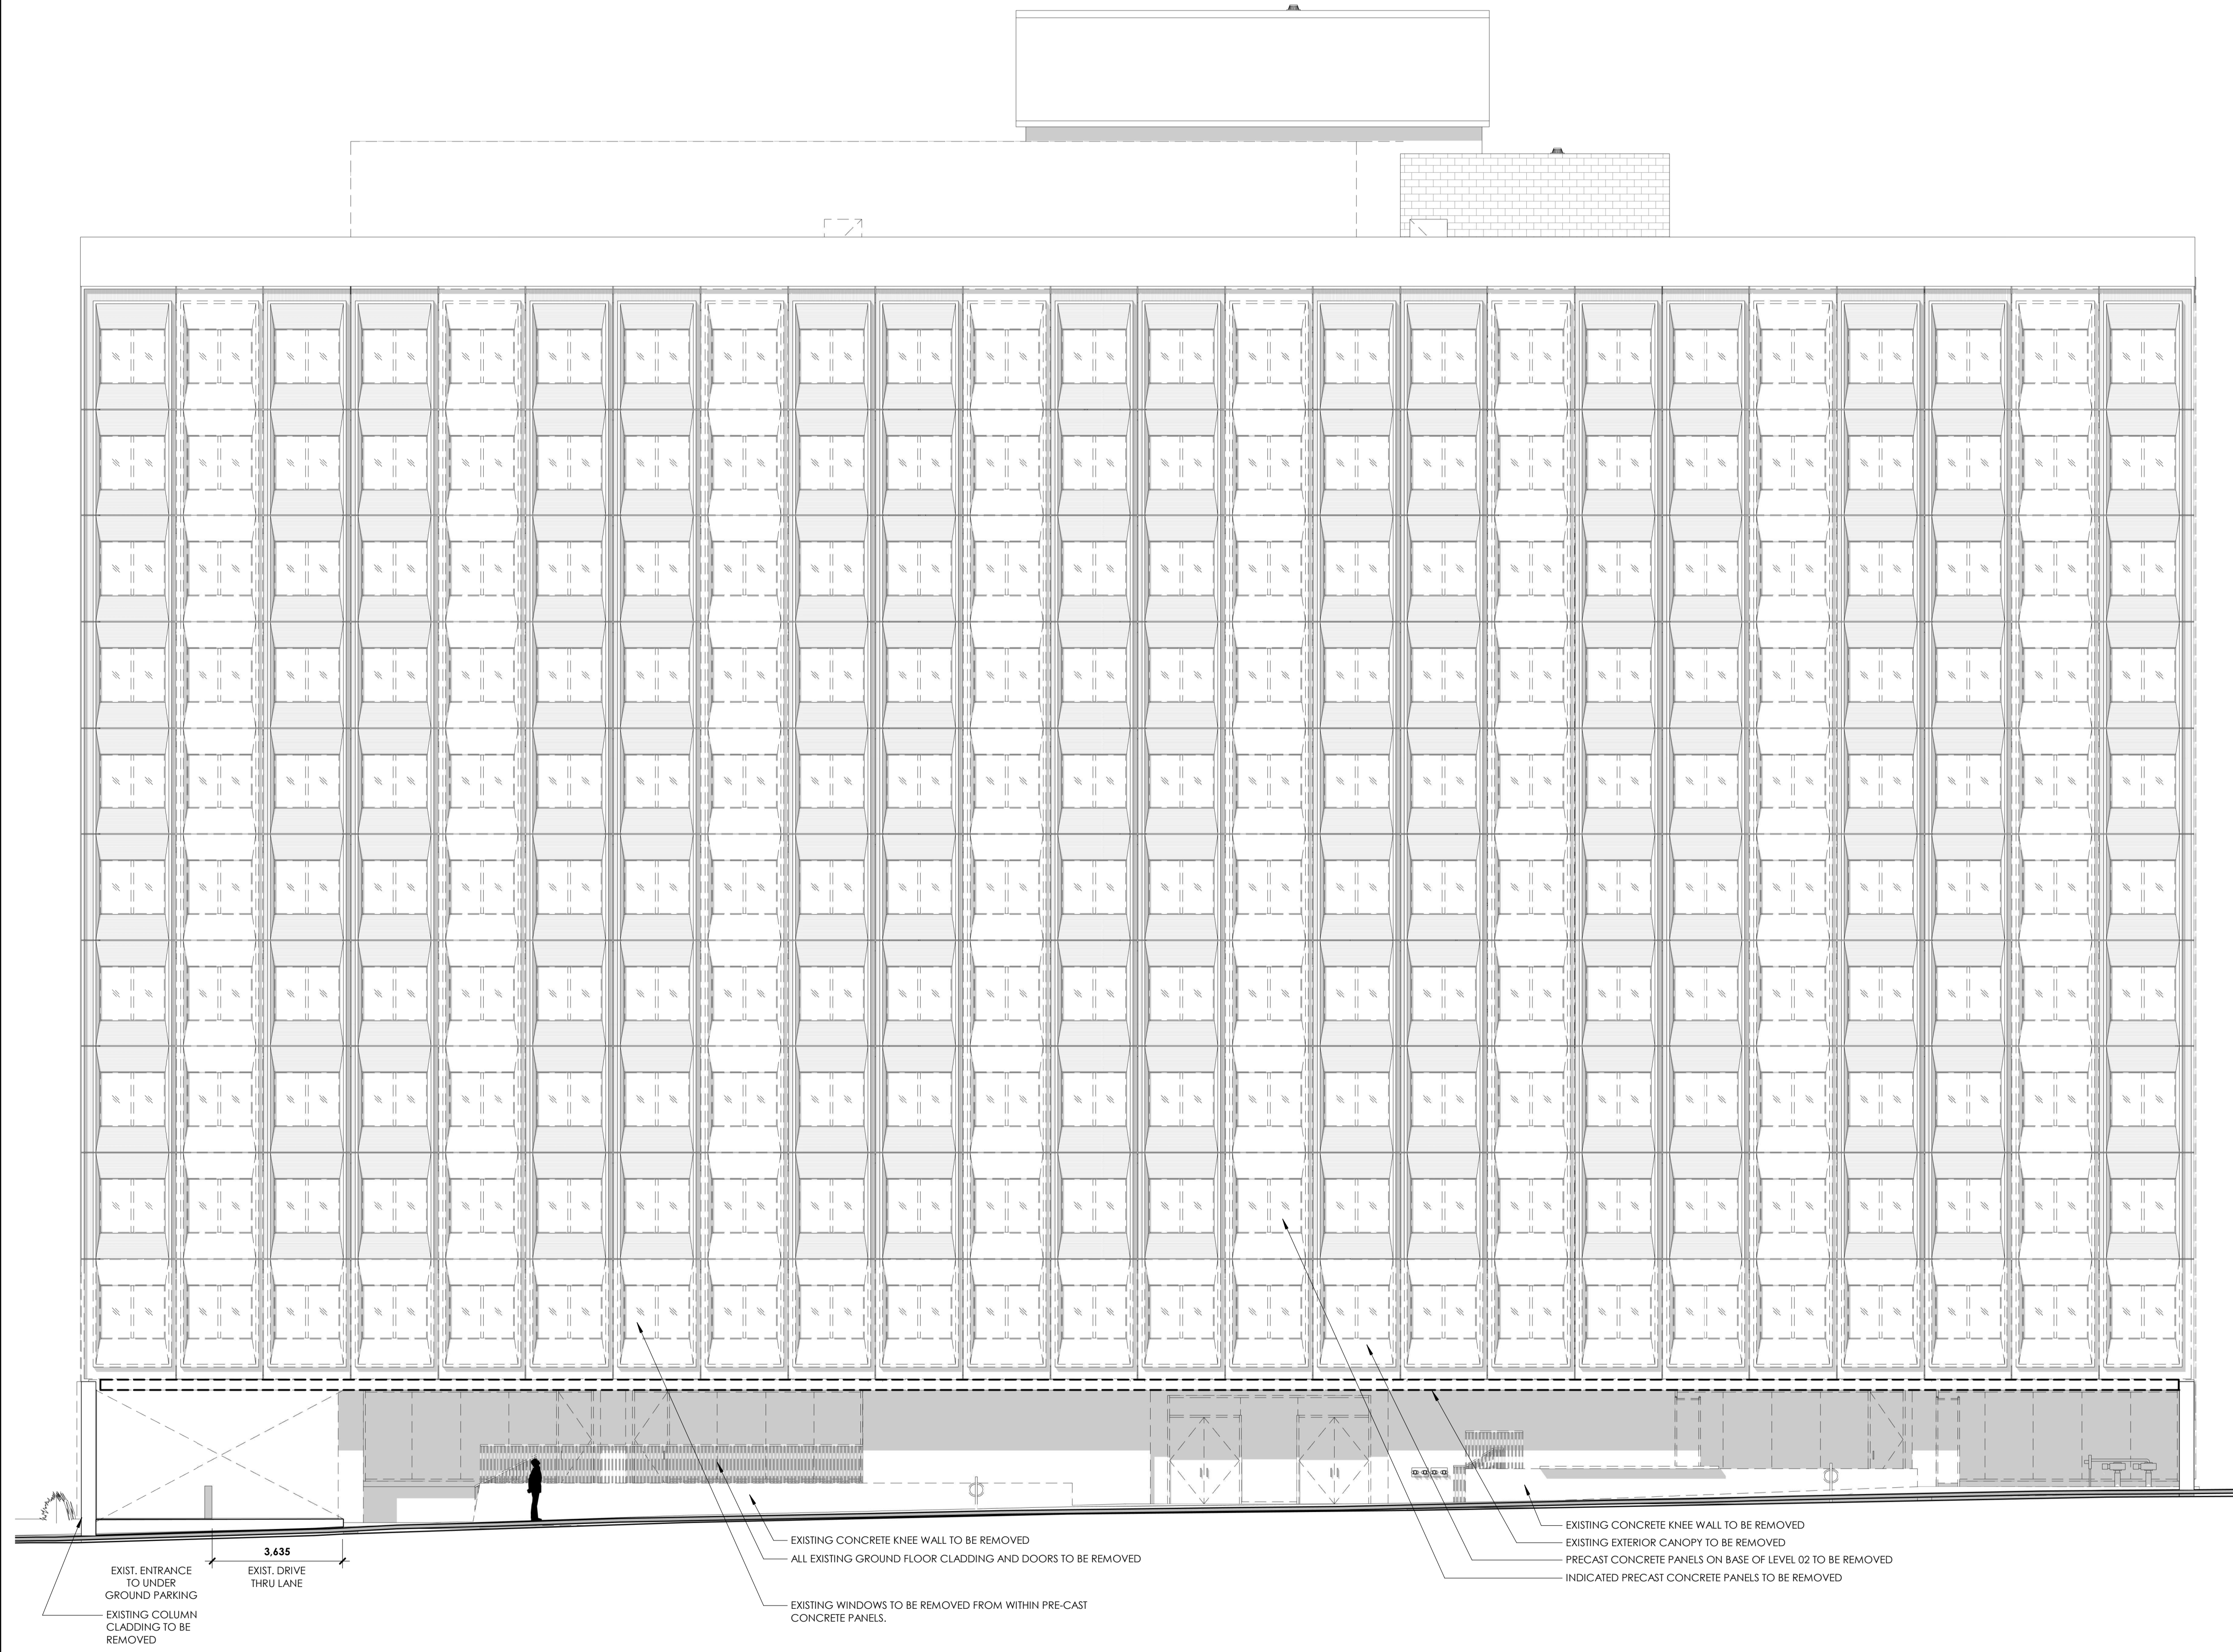 3,635
EXIST. ENTRANCE
TO UNDER
GROUND PARKING
EXIST. DRIVE
THRU LANE
EXISTING COLUMN
CLADDING TO BE
REMOVED
EXISTING CONCRETE KNEE WALL TO BE REMOVED
ALL EXISTING GROUND FLOOR CLADDING AND DOORS TO BE REMOVED
EXISTING WINDOWS TO BE REMOVED FROM WITHIN PRE-CAST
CONCRETE PANELS.
EXISTING CONCRETE KNEE WALL TO BE REMOVED
EXISTING EXTERIOR CANOPY TO BE REMOVED
PRECAST CONCRETE PANELS ON BASE OF LEVEL 02 TO BE REMOVED
INDICATED PRECAST CONCRETE PANELS TO BE REMOVED